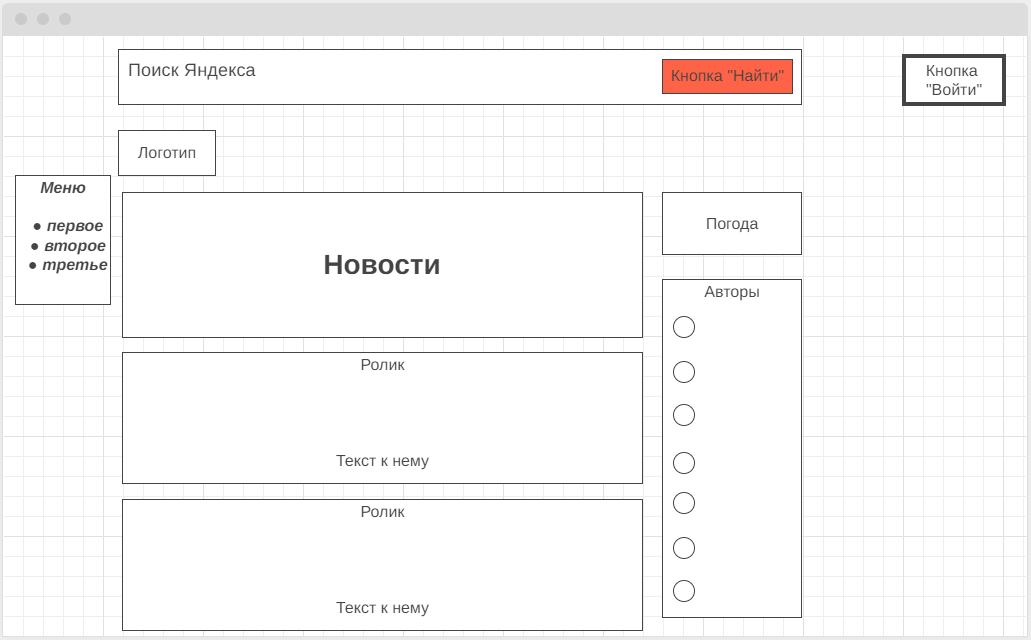 Поиск Яндекса
Кнопка "Найти"
Кнопка
"Войти"
Логотип
Меню
● первое
● второе
● третье
Новости
Погода
Авторы
Ролик
Текст к нему
Ролик
Текст к нему